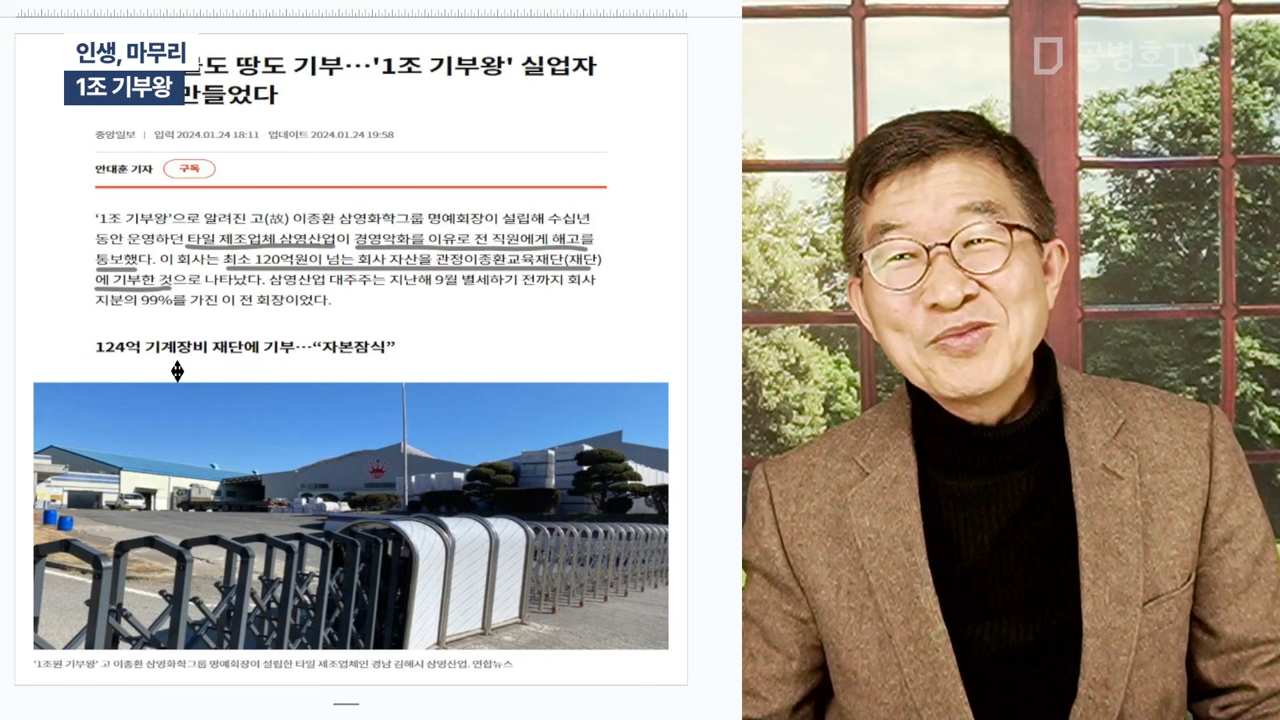 인생, 마무리
1조 기부왕
도 땅도 기부…'1조 기부왕' 실업자
만들었다
중앙일보 | 입력 2024.01.24 18:11 업데이트 2024.01.24 19:58
안대훈 기자 구독
'1조 기부왕'으로 알려진 고(故) 이종환 삼영화학그룹 명예회장이 설립해 수십년
동안 운영하던 타일 제조업체 삼영산업이 경영악화를 이유로 전 직원에게 해고를
통보했다. 이 회사는 최소 120억원이 넘는 회사 자산을 관정이종환교육재단(재단)
에 기부한 것으로 나타났다. 삼영산업 대주주는 지난해 9월 별세하기 전까지 회사
지분의 99%를 가진 이 전 회장이었다.
124억 기계장비 재단에 기부…“자본잠식”
'1조원 기부왕' 고 이종환 삼영화학그룹 명예회장이 설립한 타일 제조업체인 경남 김해시 삼영산업. 연합뉴스
공병호TV